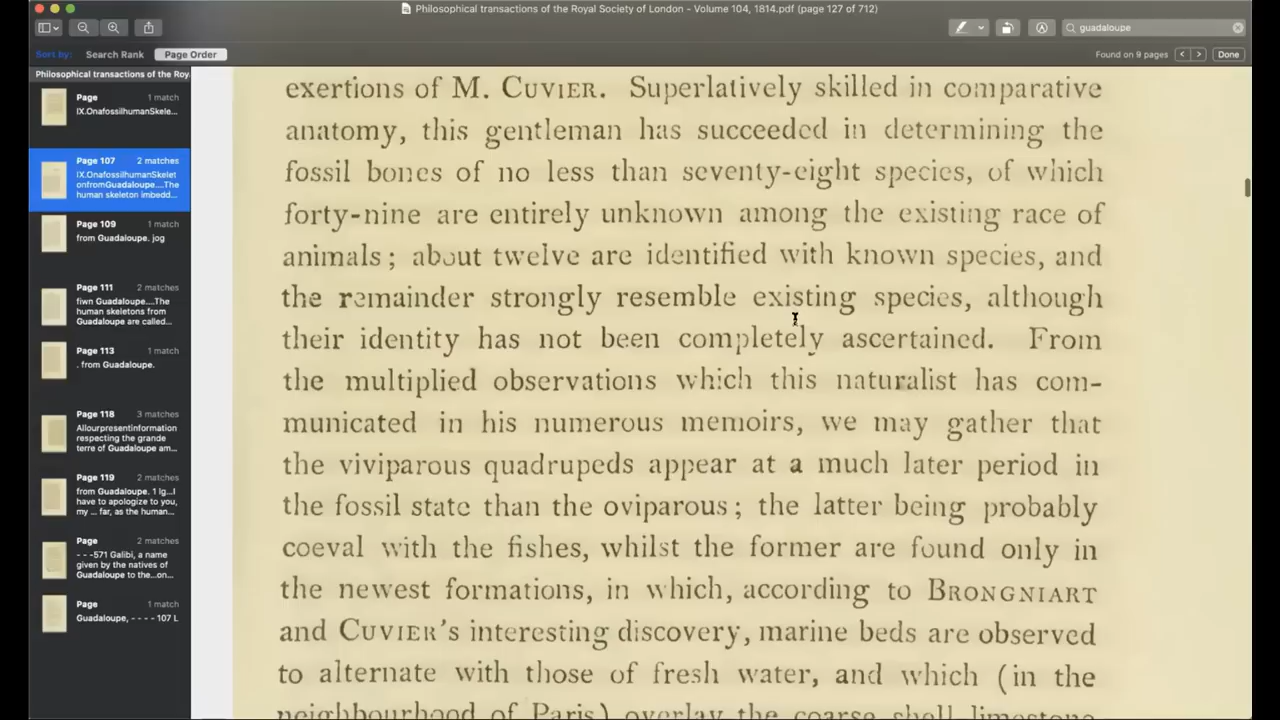 Philosophical transactions of the Royal Society of London - Volume 104, 1814.pdf (page 127 of 712)
guadaloupe
Sort by: Search Rank Page Order
Found on 9 pages
Done
Philosophical transactions of the Roy
Page 1 match
IX.OnafossilhumanSkele...
Page 107 2 matches
IX.OnafossilhumanSkelet
onfromGuadaloupe....The
human skeleton imbedd...
Page 109 1 match
from Guadaloupe. jog
Page 111 2 matches
fiwn Guadaloupe....The
human skeletons from
Guadaloupe are called...
Page 113 1 match
. from Guadaloupe.
Page 118 3 matches
Allourpresentinformation
respecting the grande
terre of Guadaloupe am...
Page 119 2 matches
from Guadaloupe. 1 ig...I
have to apologize to you,
my ... far, as the human...
Page 2 matches
- - -571 Galibi, a name
given by the natives of
Guadaloupe to the...on...
Page 1 match
Guadaloupe, - - - - 107 L
exertions of M. CUVIER. Superlatively skilled in comparative
anatomy, this gentleman has succeeded in determining the
fossil bones of no less than seventy-eight species, of which
forty-nine are entirely unknown among the existing race of
animals; about twelve are identified with known species, and
the remainder strongly resemble existing species, although
their identity has not been completely ascertained. From
the multiplied observations which this naturalist has com-
municated in his numerous memoirs, we may gather that
the viviparous quadrupeds appear at a much later period in
the fossil state than the oviparous; the latter being probably
coeval with the fishes, whilst the former are found only in
the newest formations, in which, according to BRONGNIART
and CUVIER's interesting discovery, marine beds are observed
to alternate with those of fresh water, and which (in the
neighbourhood of Paris) overlay the coarse shell limestone